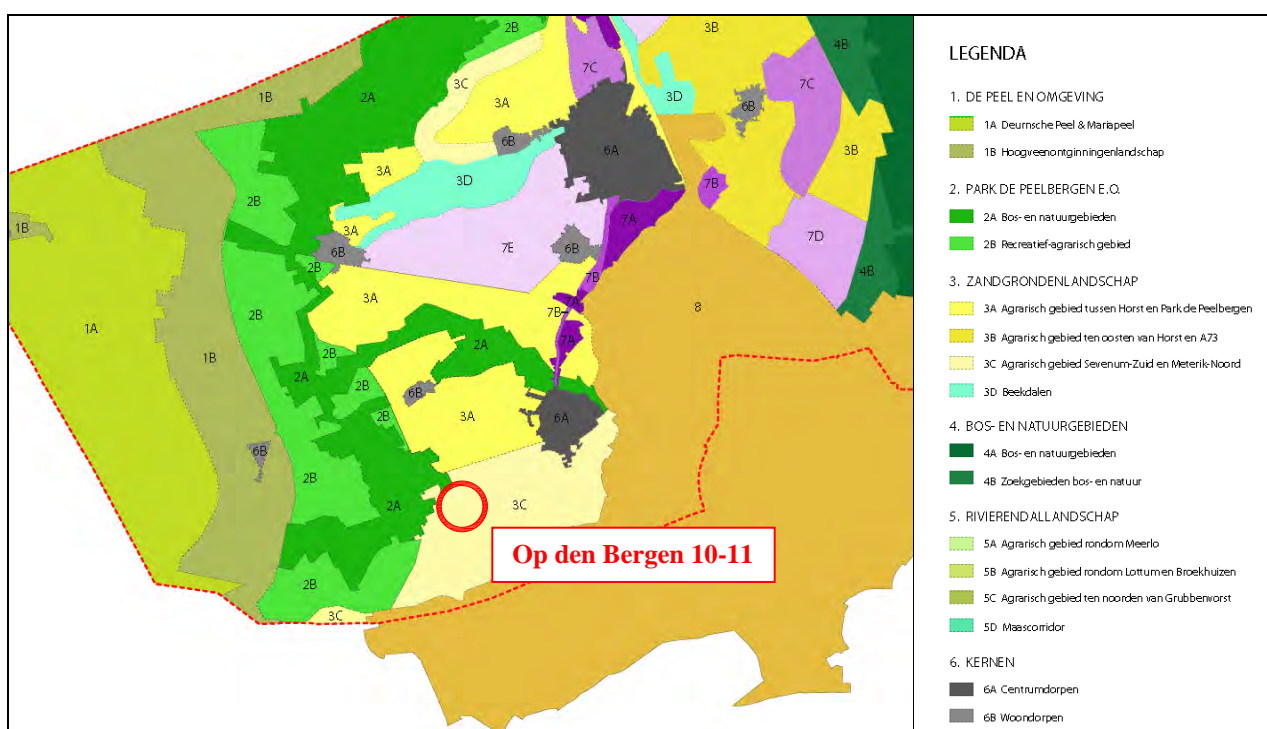 2B
3B
4B
3C
7C
7C
1B
2A
3A
3D
6B
6B
6A
3B
3A
3D
7B
2B
1B
3A
7A
7D
6B
7E
6B
4B
2B
7B
3A
7A
8
7B
1A
2B
1B
2A
7A
2B
2A
2B
6B
3A
2B
6A
6B
2B
2A
3C
Op den Bergen 10-11
2B
3C
LEGENDA
1. DE PEEL EN OMGEVING
1A Deurnsche Peel & Mariapeel
1B Hoogveenontginningenlandschap
2. PARK DE PEELBERGEN E.O.
2A Bos- en natuurgebieden
2B Recreatief-agrarisch gebied
3. ZANDGRONDENLANDSCHAP
3A Agrarisch gebied tussen Horst en Park de Peelbergen
3B Agrarisch gebied ten oosten van Horst en A73
3C Agrarisch gebied Sevenum-Zuid en Meterik-Noord
3D Beekdalen
4. BOS- EN NATUURGEBIEDEN
4A Bos- en natuurgebieden
4B Zoekgebieden bos- en natuur
5. RIVIERENDALLANDSCHAP
5A Agrarisch gebied rondom Meerlo
5B Agrarisch gebied rondom Lottum en Broekhuizen
5C Agrarisch gebied ten noorden van Grubbenvorst
5D Maascorridor
6. KERNEN
6A Centrumdorpen
6B Woondorpen